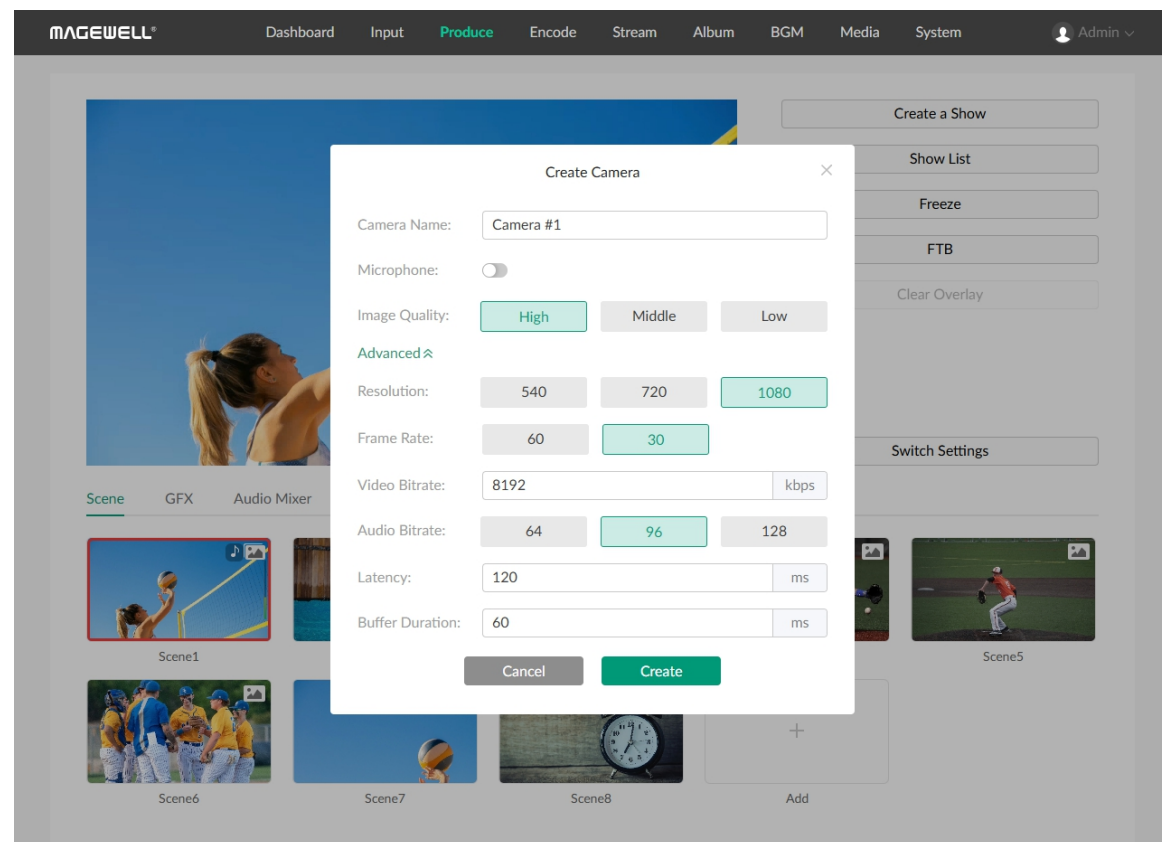 MAGEWELL® Dashboard Input Produce Encode Stream Album BGM Media System Admin
Create a Show
Show List
Freeze
FTB
Clear Overlay
Switch Settings
Create Camera
Camera Name: Camera #1
Microphone:
Image Quality: High Middle Low
Advanced
Resolution: 540 720 1080
Frame Rate: 60 30
Video Bitrate: 8192 kbps
Audio Bitrate: 64 96 128
Latency: 120 ms
Buffer Duration: 60 ms
Cancel Create
Scene GFX Audio Mixer
Scene1 Scene5
Scene6 Scene7 Scene8 Add